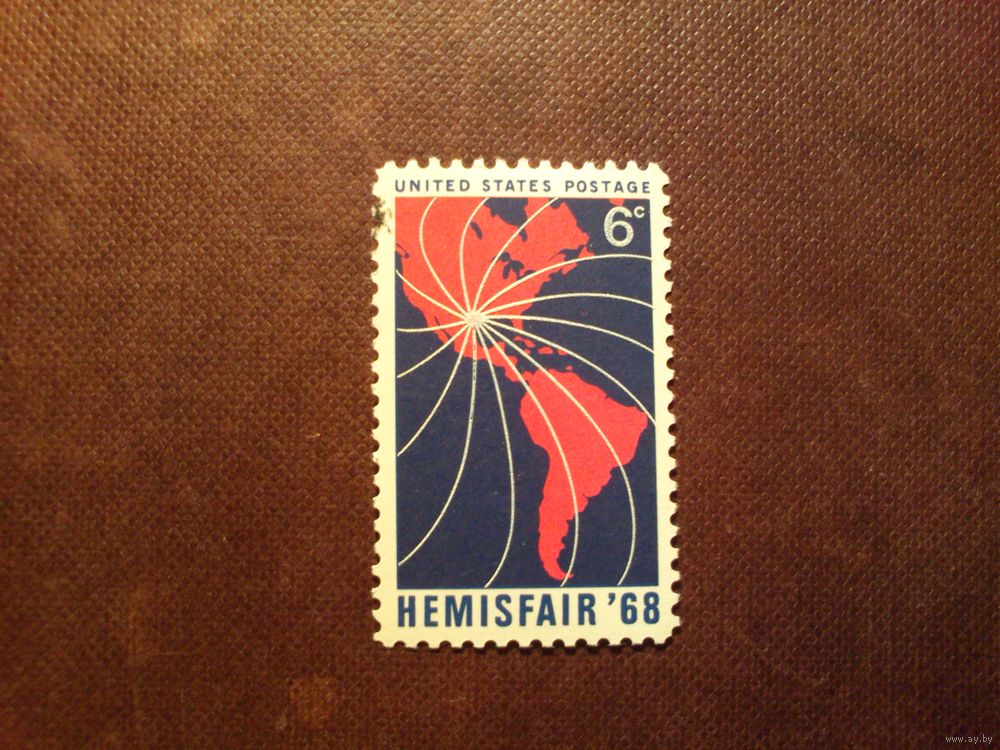 UNITED STATES POSTAGE
6c
HEMISFAIR '68
www.ay.by